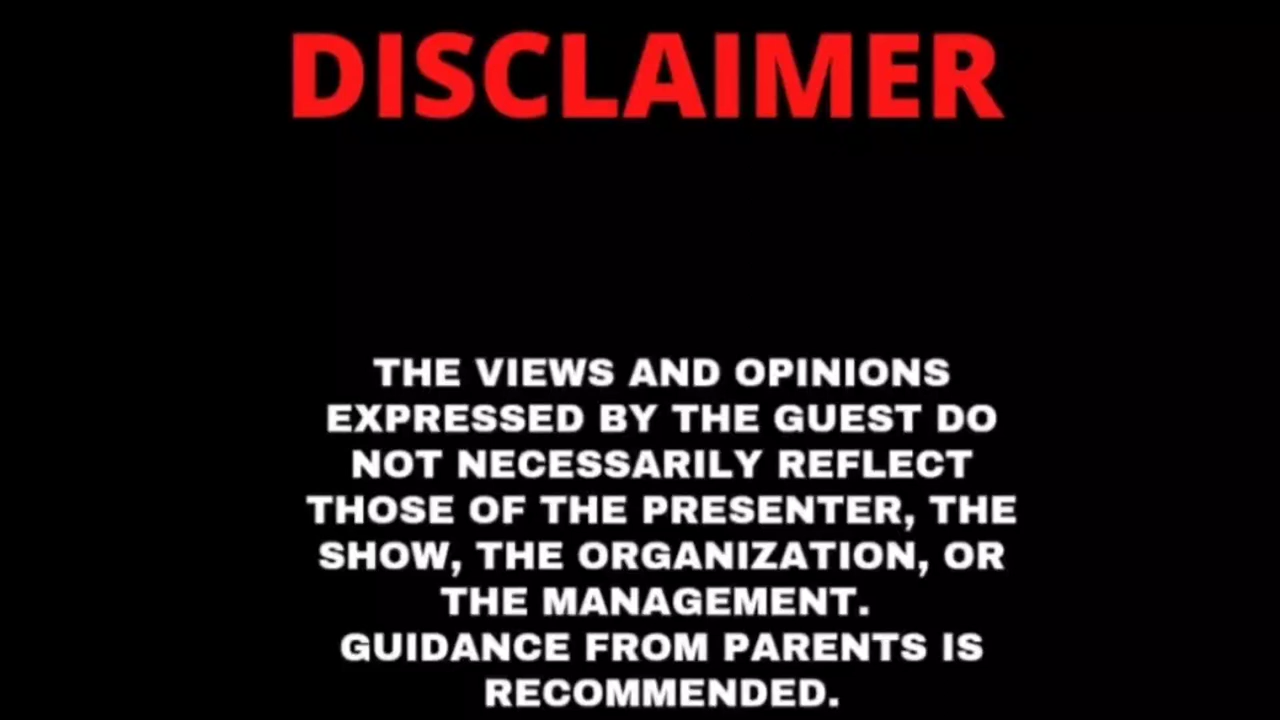 DISCLAIMER
THE VIEWS AND OPINIONS
EXPRESSED BY THE GUEST DO
NOT NECESSARILY REFLECT
THOSE OF THE PRESENTER, THE
SHOW, THE ORGANIZATION, OR
THE MANAGEMENT.
GUIDANCE FROM PARENTS IS
RECOMMENDED.